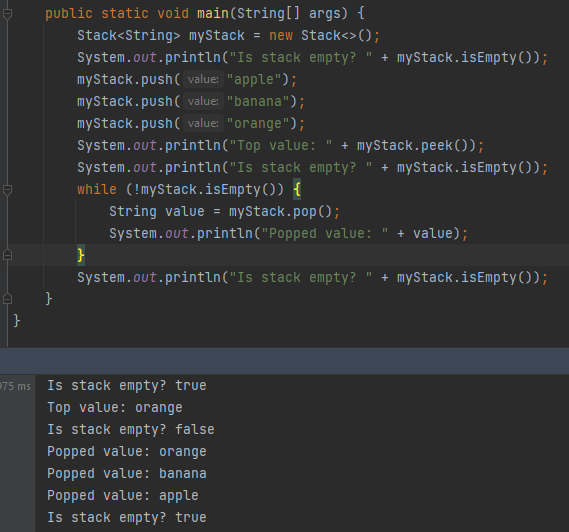 public static void main(String[] args) {
Stack<String> myStack = new Stack<>();
System.out.println("Is stack empty? " + myStack.isEmpty());
myStack.push( value: "apple");
myStack.push( value: "banana");
myStack.push( value: "orange");
System.out.println("Top value: " + myStack.peek());
System.out.println("Is stack empty? " + myStack.isEmpty());
while (!myStack.isEmpty()) {
String value = myStack.pop();
System.out.println("Popped value: " + value);
}
System.out.println("Is stack empty? " + myStack.isEmpty());
}
}
975 ms
Is stack empty? true
Top value: orange
Is stack empty? false
Popped value: orange
Popped value: banana
Popped value: apple
Is stack empty? true